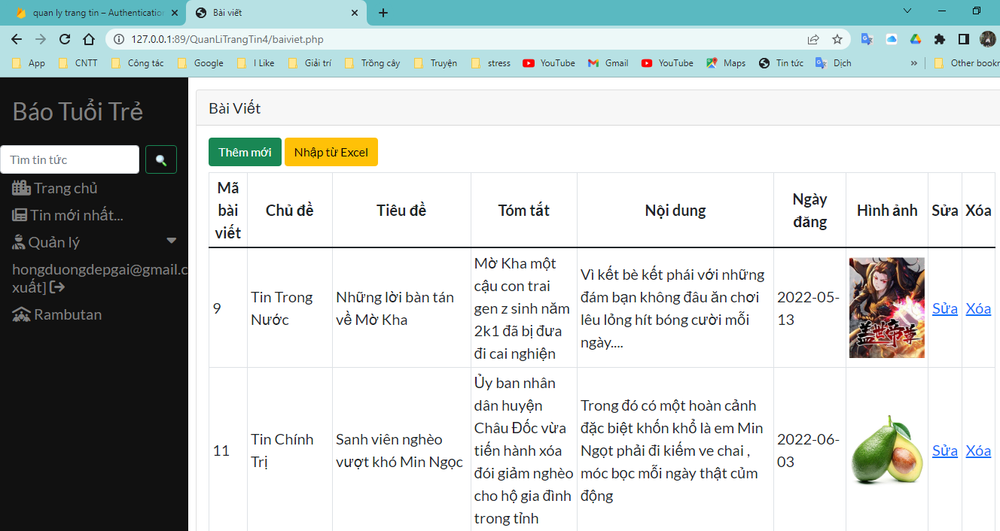 quan ly trang tin – Authentication
Bài viết
127.0.0.1:89/QuanLiTrangTin4/baiviet.php
App CNTT Công tác Google I Like Giải trí Trồng cây Truyện stress YouTube Gmail YouTube Maps Tin tức Dịch » Other bookr
Báo Tuổi Trẻ
Tìm tin tức
Trang chủ
Tin mới nhất...
Quản lý
hongduongdepgai@gmail.c
xuất]
Rambutan
Bài Viết
Thêm mới Nhập từ Excel
Mã
bài
viết
Chủ đề
Tiêu đề
Tóm tắt
Nội dung
Ngày
đăng
Hình ảnh
Sửa
Xóa
9
Tin Trong
Nước
Những lời bàn tán
về Mờ Kha
Mờ Kha một
cậu con trai
gen z sinh năm
2k1 đã bị đưa
đi cai nghiện
Vì kết bè kết phái với những
đám bạn không đâu ăn chơi
lêu lổng hít bóng cười mỗi
ngày....
2022-05-
13
盖世帝尊
Sửa
Xóa
11
Tin Chính
Trị
Sanh viên nghèo
vượt khó Min Ngọc
Ủy ban nhân
dân huyện
Châu Đốc vừa
tiến hành xóa
đói giảm nghèo
cho hộ gia đình
trong tỉnh
Trong đó có một hoàn cảnh
đặc biệt khốn khổ là em Min
Ngọt phải đi kiếm ve chai ,
móc bọc mỗi ngày thật củm
động
2022-06-
03
Sửa
Xóa